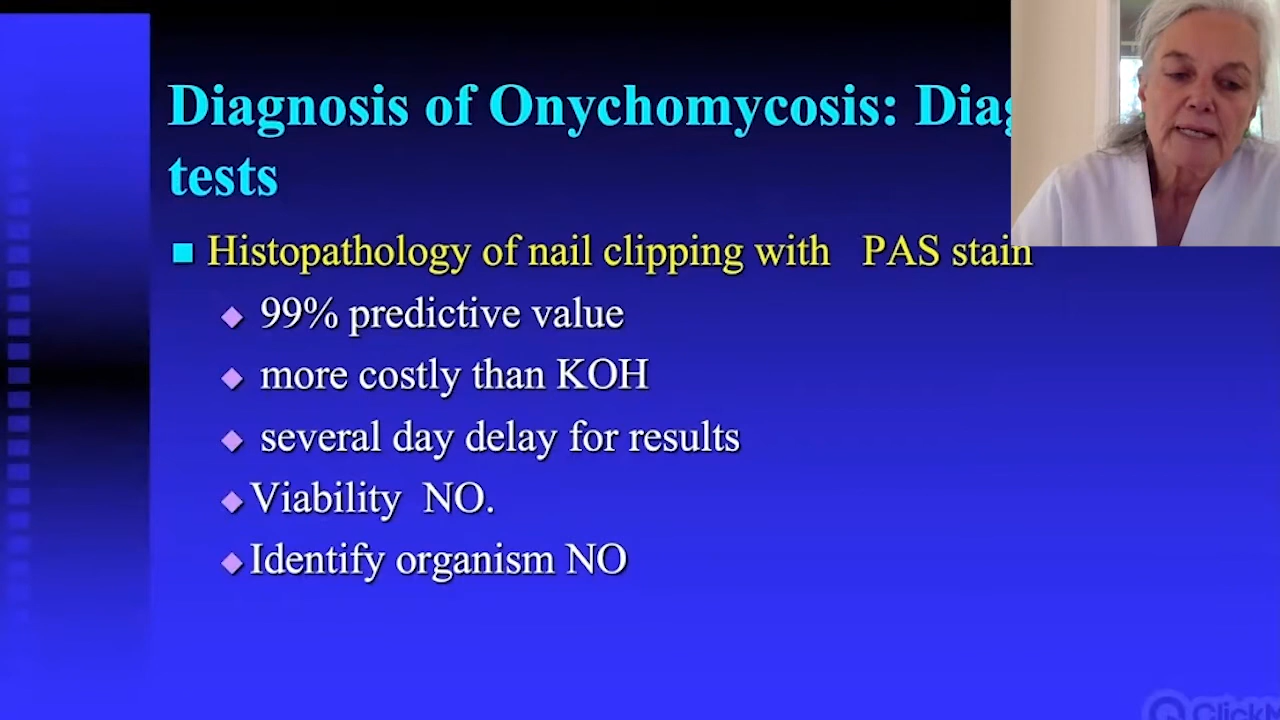 Diagnosis of Onychomycosis:
tests
Histopathology of nail clipping with PAS stain
99% predictive value
more costly than KOH
several day delay for results
Viability NO.
Identify organism NO